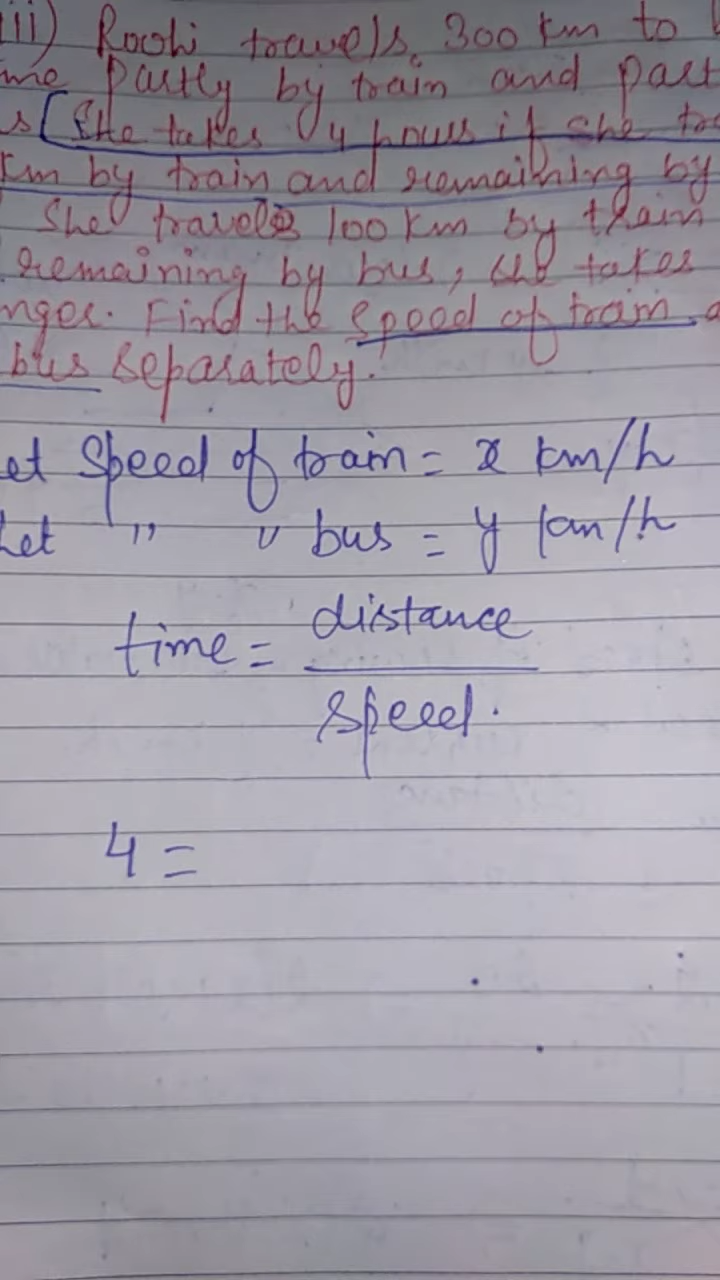 iii) Roohi travels 300 km to
me partly by train and part
s (She takes 4 hours if she
km by train and remaining by
She travels 100 km by train
remaining by bus, she takes
nger. Find the speed of train
bus separately.
et Speed of train = x km/h
Let " " bus = y km/h
time = distance
speed.
4 =